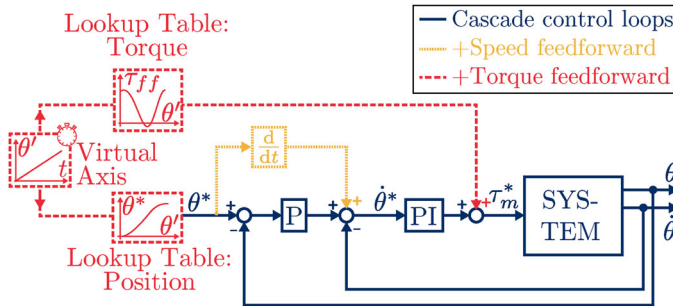 Lookup Table:
Torque
Cascade control loops
+Speed feedforward
+Torque feedforward
τff
θ′
θ′
t
Virtual
Axis
d
dt
θ*
θ′
θ*
+
−
P
+
+
−
θ̇*
PI
+
+
τ*m
SYS-
TEM
θ
θ̇
Lookup Table:
Position